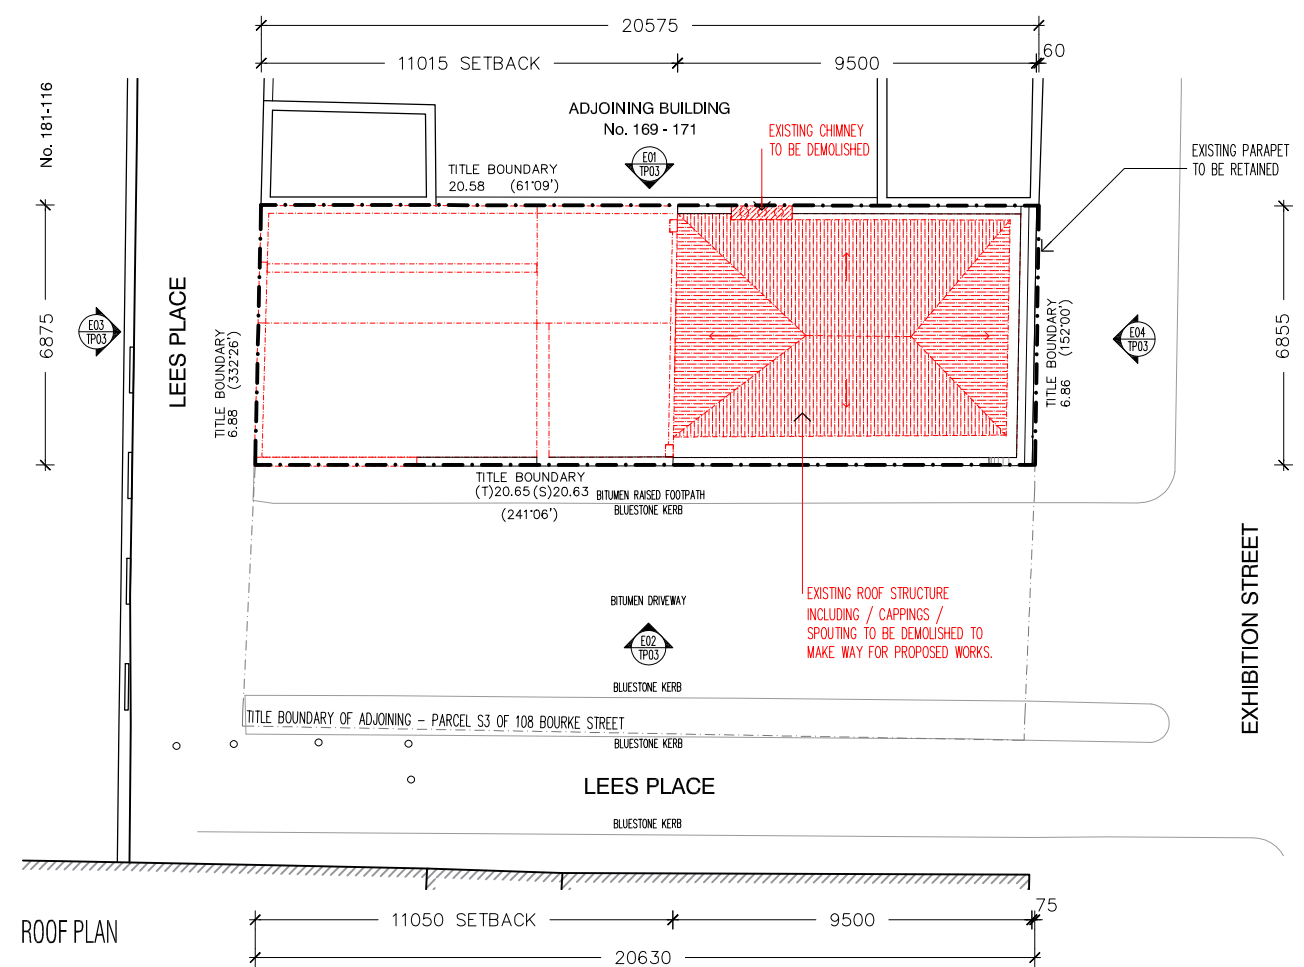 20575
60
11015 SETBACK
9500
No. 181-116
ADJOINING BUILDING
No. 169 - 171
EXISTING CHIMNEY
TO BE DEMOLISHED
EXISTING PARAPET
TO BE RETAINED
E01
TP03
TITLE BOUNDARY
20.58 (61°09')
6875
E03
TP03
LEES PLACE
TITLE BOUNDARY
6.88 (332°26')
TITLE BOUNDARY
6.86 (152°00')
E04
TP03
6855
TITLE BOUNDARY
(T)20.65 (S)20.63
(241°06')
BITUMEN RAISED FOOTPATH
BLUESTONE KERB
BITUMEN DRIVEWAY
EXISTING ROOF STRUCTURE
INCLUDING / CAPPINGS /
SPOUTING TO BE DEMOLISHED TO
MAKE WAY FOR PROPOSED WORKS.
E02
TP03
EXHIBITION STREET
BLUESTONE KERB
TITLE BOUNDARY OF ADJOINING – PARCEL S3 OF 108 BOURKE STREET
BLUESTONE KERB
LEES PLACE
BLUESTONE KERB
ROOF PLAN
11050 SETBACK
9500
75
20630